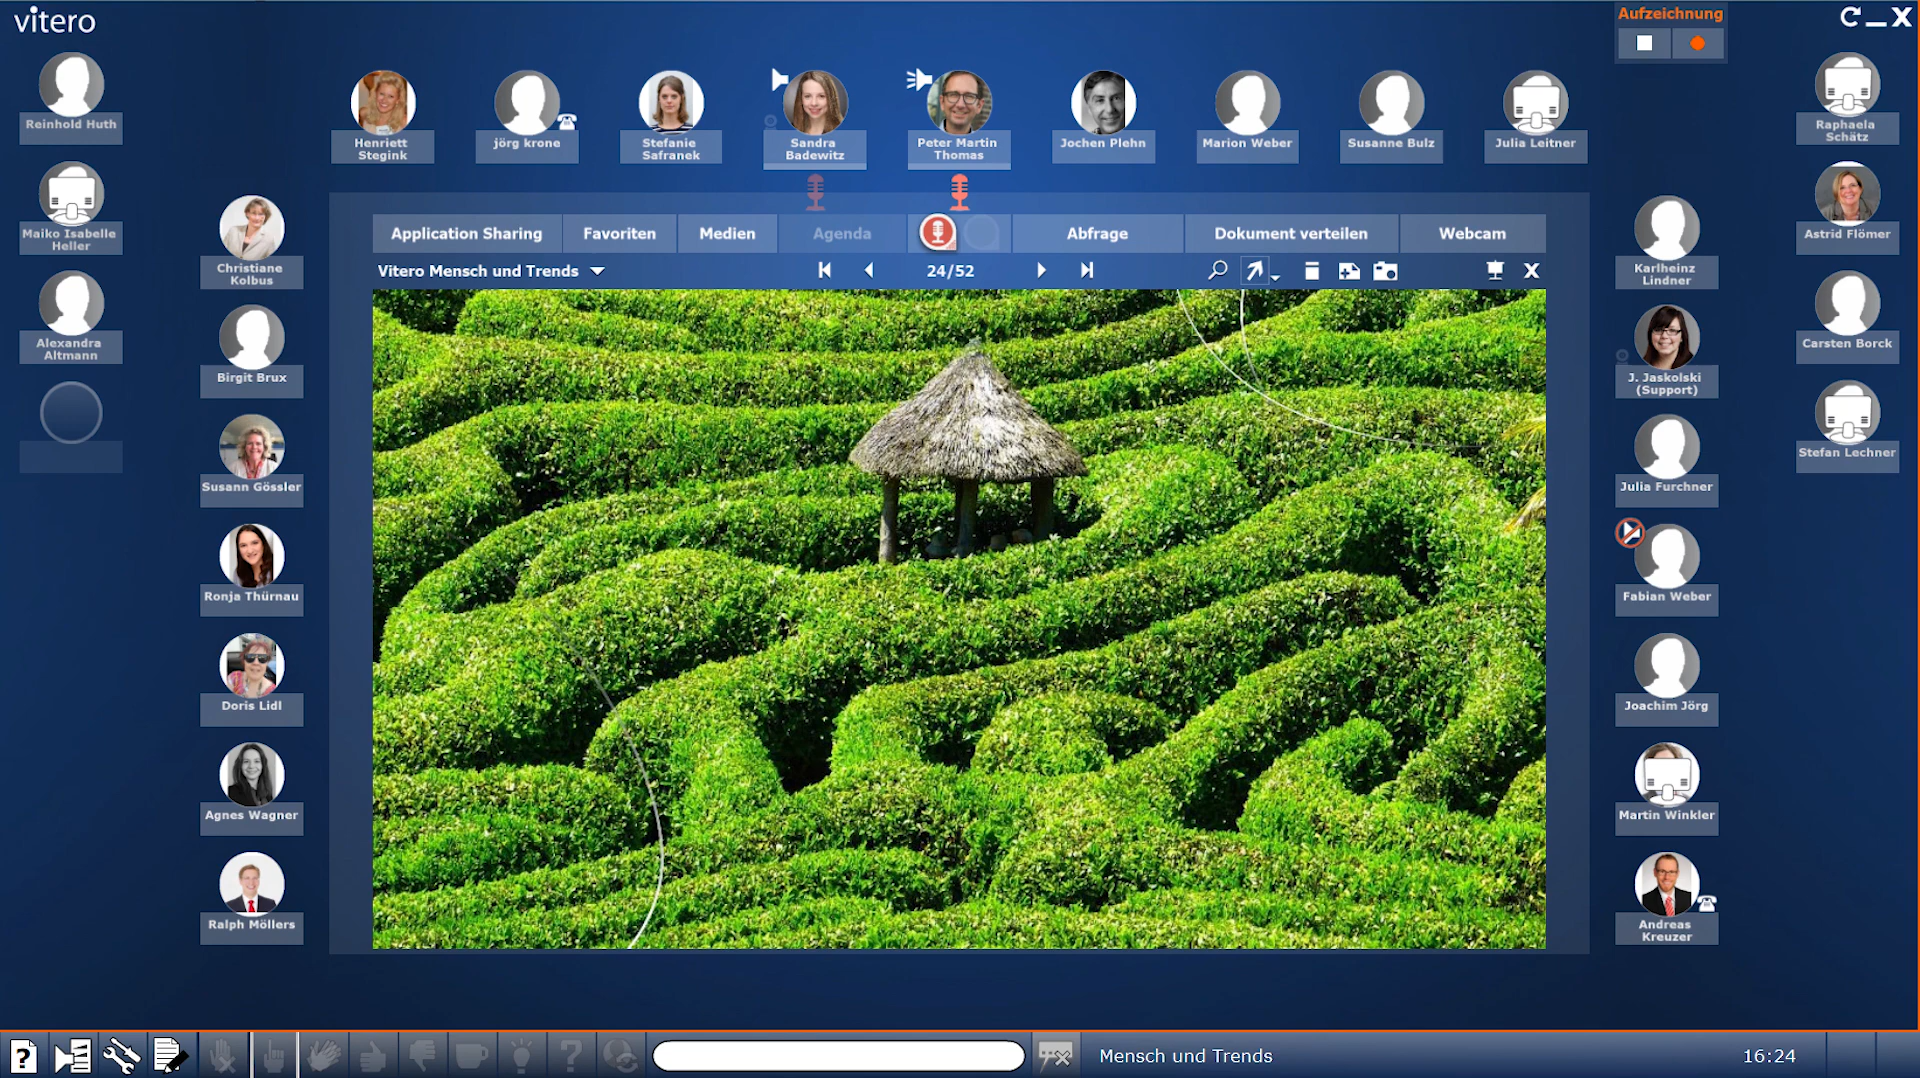 vitero
Aufzeichnung
Reinhold Huth
Maiko Isabelle
Heller
Alexandra
Altmann
Henriett
Stegink
jörg krone
Stefanie
Safranek
Sandra
Badewitz
Peter Martin
Thomas
Jochen Plehn
Marion Weber
Susanne Bulz
Julia Leitner
Raphaela
Schätz
Astrid Flömer
Carsten Borck
Stefan Lechner
Christiane
Kolbus
Birgit Brux
Susann Gössler
Ronja Thürnau
Doris Lidl
Agnes Wagner
Ralph Möllers
Application Sharing
Favoriten
Medien
Agenda
Abfrage
Dokument verteilen
Webcam
Vitero Mensch und Trends
24/52
Karlheinz
Lindner
J. Jaskolski
(Support)
Julia Furchner
Fabian Weber
Joachim Jörg
Martin Winkler
Andreas
Kreuzer
Mensch und Trends
16:24